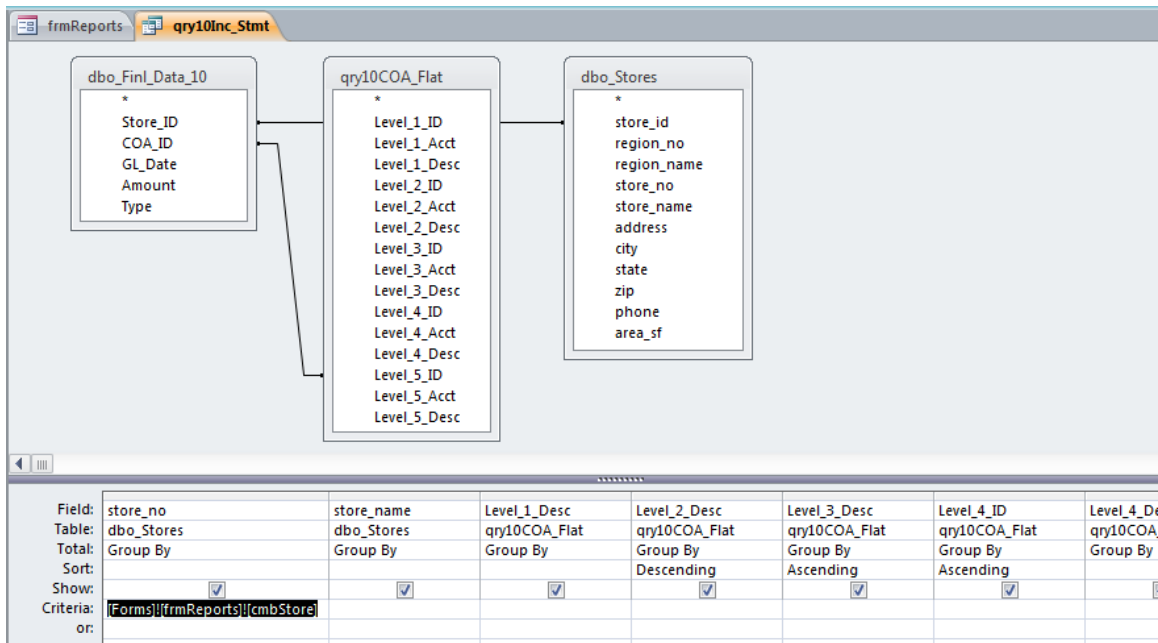 frmReports qry10Inc_Stmt
dbo_Finl_Data_10
*
Store_ID
COA_ID
GL_Date
Amount
Type
qry10COA_Flat
*
Level_1_ID
Level_1_Acct
Level_1_Desc
Level_2_ID
Level_2_Acct
Level_2_Desc
Level_3_ID
Level_3_Acct
Level_3_Desc
Level_4_ID
Level_4_Acct
Level_4_Desc
Level_5_ID
Level_5_Acct
Level_5_Desc
dbo_Stores
*
store_id
region_no
region_name
store_no
store_name
address
city
state
zip
phone
area_sf
Field: store_no store_name Level_1_Desc Level_2_Desc Level_3_Desc Level_4_ID Level_4_De
Table: dbo_Stores dbo_Stores qry10COA_Flat qry10COA_Flat qry10COA_Flat qry10COA_Flat qry10COA_
Total: Group By Group By Group By Group By Group By Group By Group By
Sort: Descending Ascending Ascending
Show:
Criteria: [Forms]![frmReports]![cmbStore]
or: